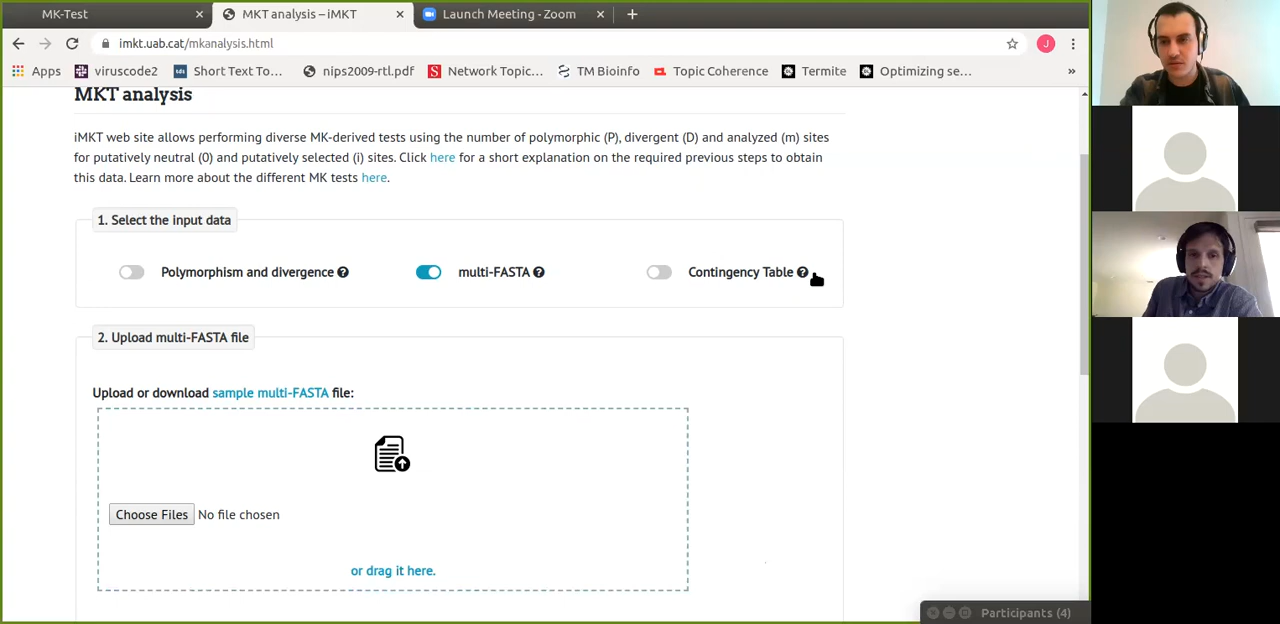 MK-Test
MKT analysis – iMKT
Launch Meeting - Zoom
imkt.uab.cat/mkanalysis.html
J
Apps
viruscode2
Short Text To…
nips2009-rtl.pdf
Network Topic…
TM Bioinfo
Topic Coherence
Termite
Optimizing se…
»
MKT analysis
iMKT web site allows performing diverse MK-derived tests using the number of polymorphic (P), divergent (D) and analyzed (m) sites
for putatively neutral (0) and putatively selected (i) sites. Click here for a short explanation on the required previous steps to obtain
this data. Learn more about the different MK tests here.
1. Select the input data
Polymorphism and divergence ?
multi-FASTA ?
Contingency Table ?
2. Upload multi-FASTA file
Upload or download sample multi-FASTA file:
Choose Files No file chosen
or drag it here.
Participants (4)